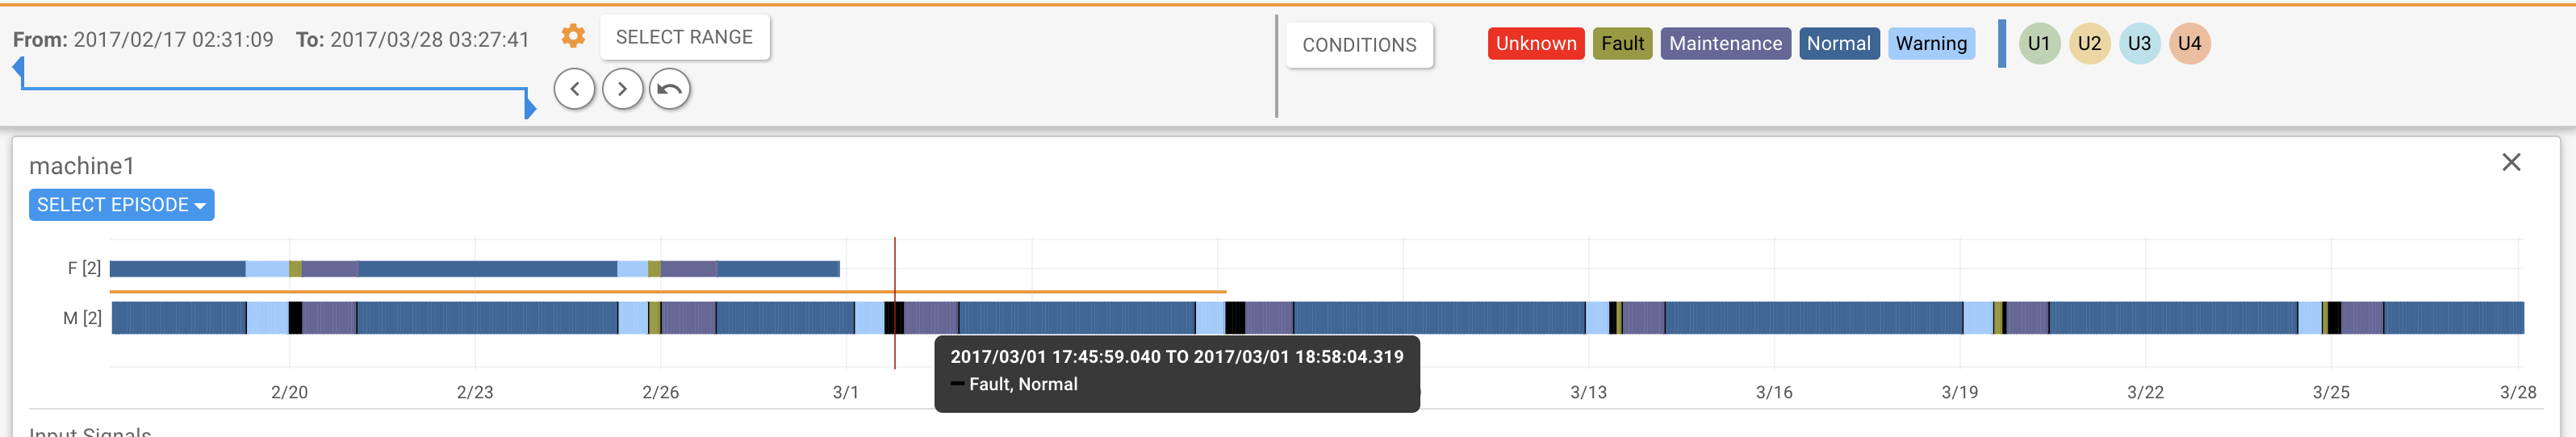 From: 2017/02/17 02:31:09 To: 2017/03/28 03:27:41 SELECT RANGE
CONDITIONS Unknown Fault Maintenance Normal Warning U1 U2 U3 U4
machine1
SELECT EPISODE
F [2]
M [2]
2017/03/01 17:45:59.040 TO 2017/03/01 18:58:04.319
Fault, Normal
2/20 2/23 2/26 3/1 3/13 3/16 3/19 3/22 3/25 3/28
Input Signals